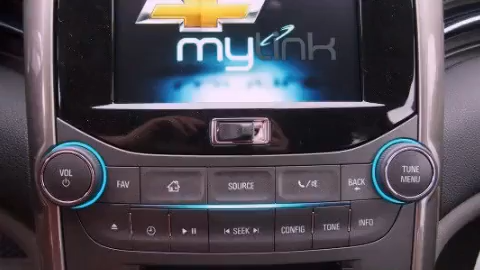 mylink
VOL
FAV
SOURCE
BACK
TUNE
MENU
SEEK
CONFIG
TONE
INFO